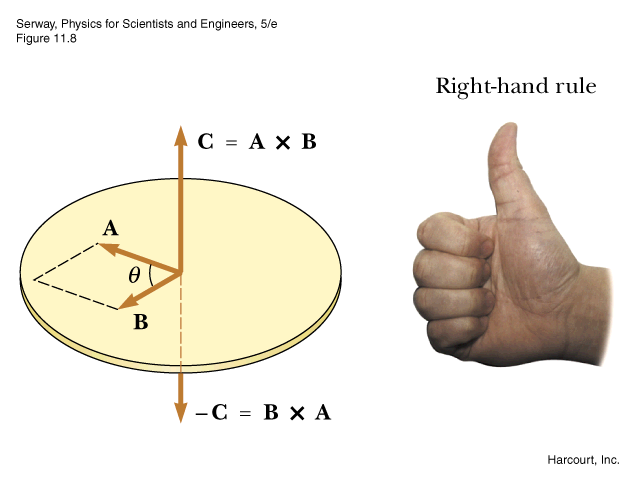 Serway, Physics for Scientists and Engineers, 5/e
Figure 11.8
Right-hand rule
C = A × B
A
θ
B
–C = B × A
Harcourt, Inc.